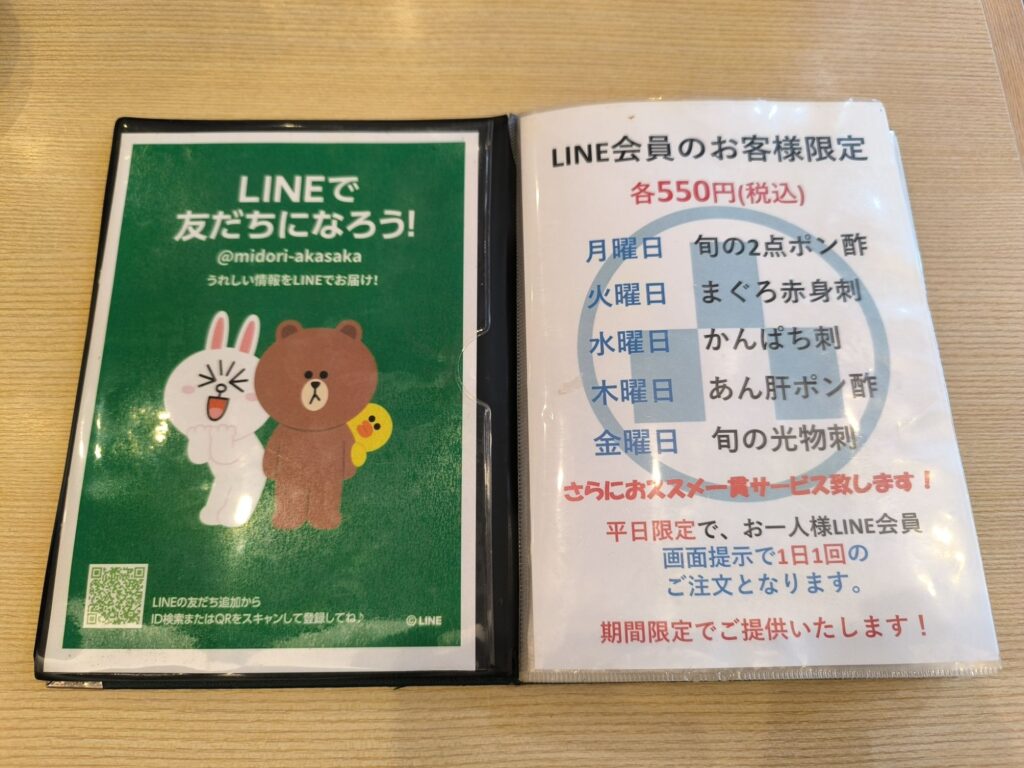 LINEで
友だちになろう!
@midori-akasaka
うれしい情報をLINEでお届け!
LINEの友だち追加から
ID検索またはQRをスキャンして登録してね♪
© LINE
LINE会員のお客様限定
各550円(税込)
月曜日 旬の2点ポン酢
火曜日 まぐろ赤身刺
水曜日 かんぱち刺
木曜日 あん肝ポン酢
金曜日 旬の光物刺
さらにおススメ一貫サービス致します!
平日限定で、お一人様LINE会員
画面提示で1日1回の
ご注文となります。
期間限定でご提供いたします!